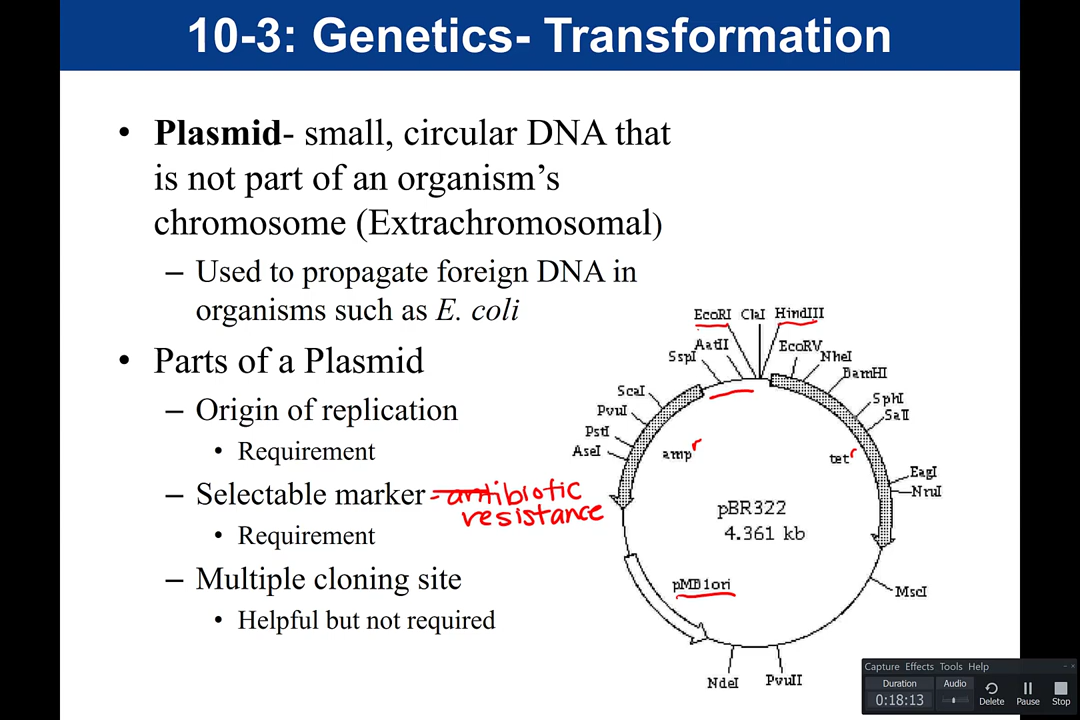 10-3: Genetics- Transformation
• Plasmid- small, circular DNA that
is not part of an organism's
chromosome (Extrachromosomal)
– Used to propagate foreign DNA in
organisms such as E. coli
• Parts of a Plasmid
– Origin of replication
• Requirement
– Selectable marker - antibiotic
resistance
• Requirement
– Multiple cloning site
• Helpful but not required
EcoRI ClaI HindIII
AatII EcoRV
SspI NheI
BamHI
ScaI SphI
PvuI SalI
PstI
AseI amp r tet r
EagI
NruI
pBR322
4.361 kb
pMB1ori
MscI
NdeI PvuII
Capture Effects Tools Help
Duration Audio
0:18:13 Delete Pause Stop